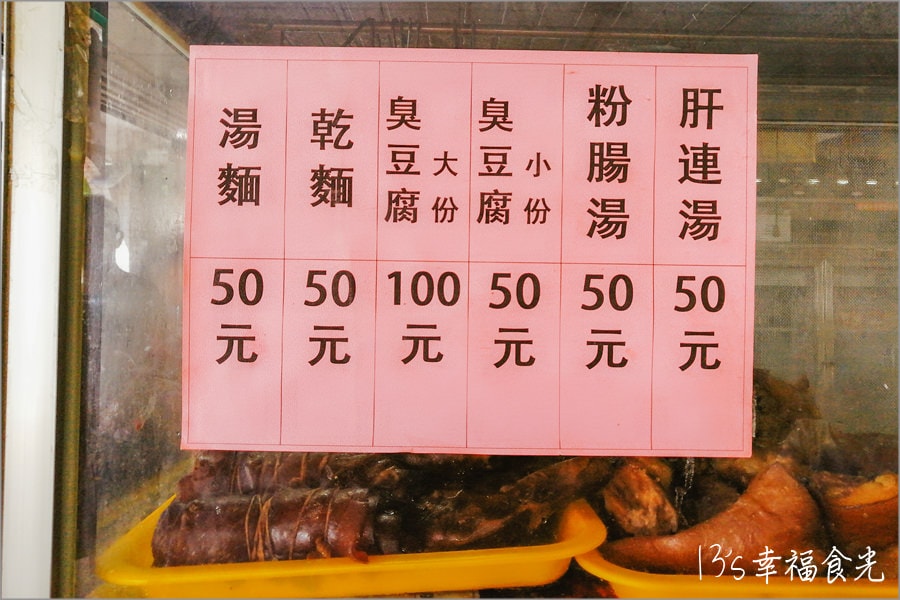 肝連湯
50元
粉腸湯
50元
臭豆腐 小份
50元
臭豆腐 大份
100元
乾麵
50元
湯麵
50元
13's幸福食光